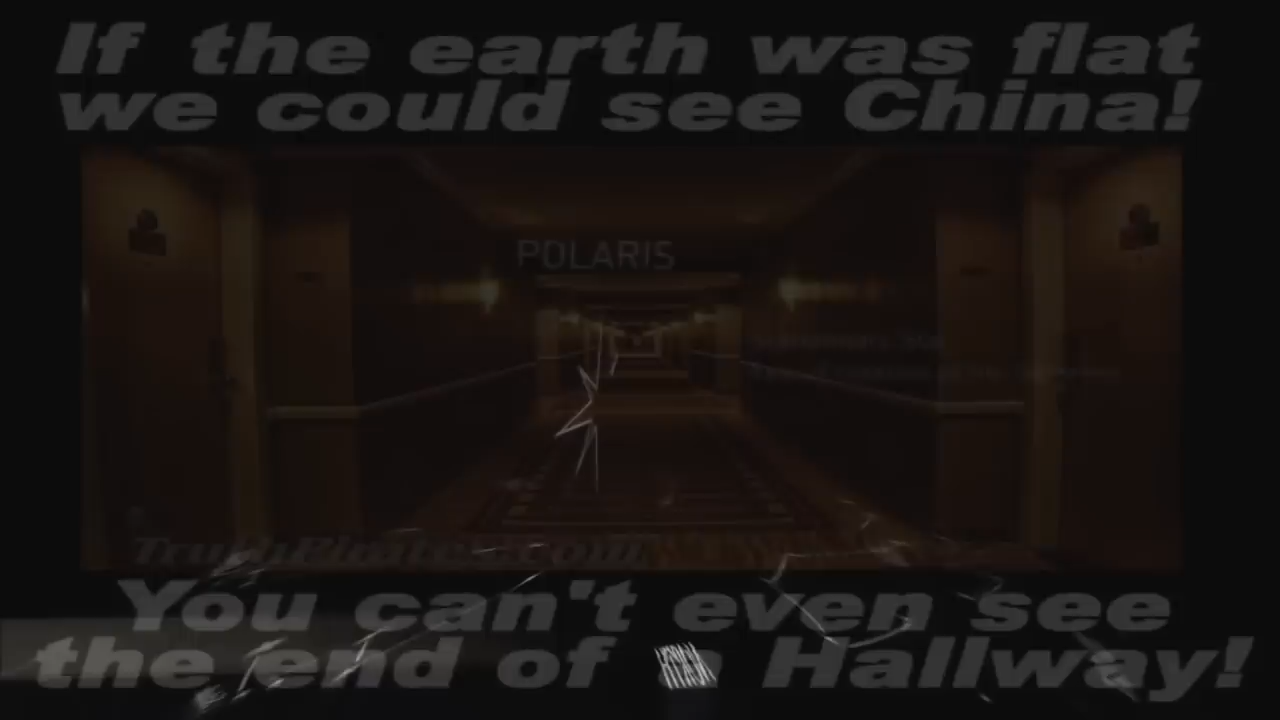 If the earth was flat
we could see China!
POLARIS
You can't even see
the end of a Hallway!